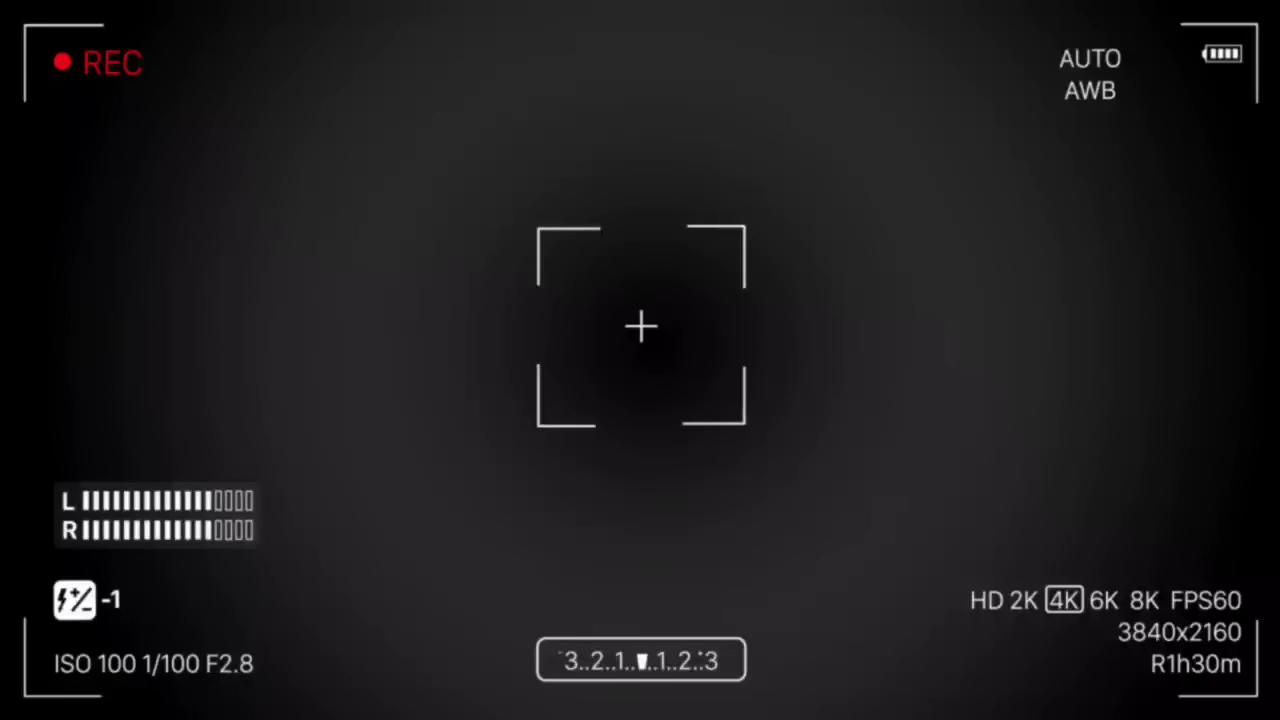 REC
AUTO
AWB
L
R
-1
HD 2K 4K 6K 8K FPS60
3840x2160
ISO 100 1/100 F2.8
3..2..1..▼..1..2..3
R1h30m